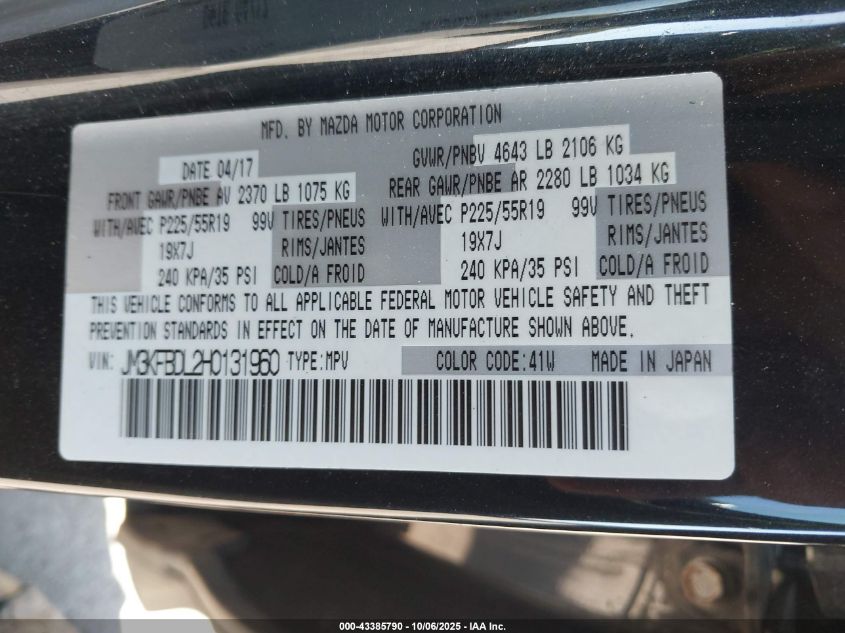 MFD. BY MAZDA MOTOR CORPORATION
DATE 04/17 GVWR/PNBV 4643 LB 2106 KG
FRONT GAWR/PNBE AV 2370 LB 1075 KG REAR GAWR/PNBE AR 2280 LB 1034 KG
WITH/AVEC P225/55R19 99V TIRES/PNEUS WITH/AVEC P225/55R19 99V TIRES/PNEUS
19X7J RIMS/JANTES 19X7J RIMS/JANTES
240 KPA/35 PSI COLD/A FROID 240 KPA/35 PSI COLD/A FROID
THIS VEHICLE CONFORMS TO ALL APPLICABLE FEDERAL MOTOR VEHICLE SAFETY AND THEFT
PREVENTION STANDARDS IN EFFECT ON THE DATE OF MANUFACTURE SHOWN ABOVE.
VIN: JM3KFBDL2H0131960 TYPE:MPV COLOR CODE:41W MADE IN JAPAN
000-43385790 - 10/06/2025 - IAA Inc.